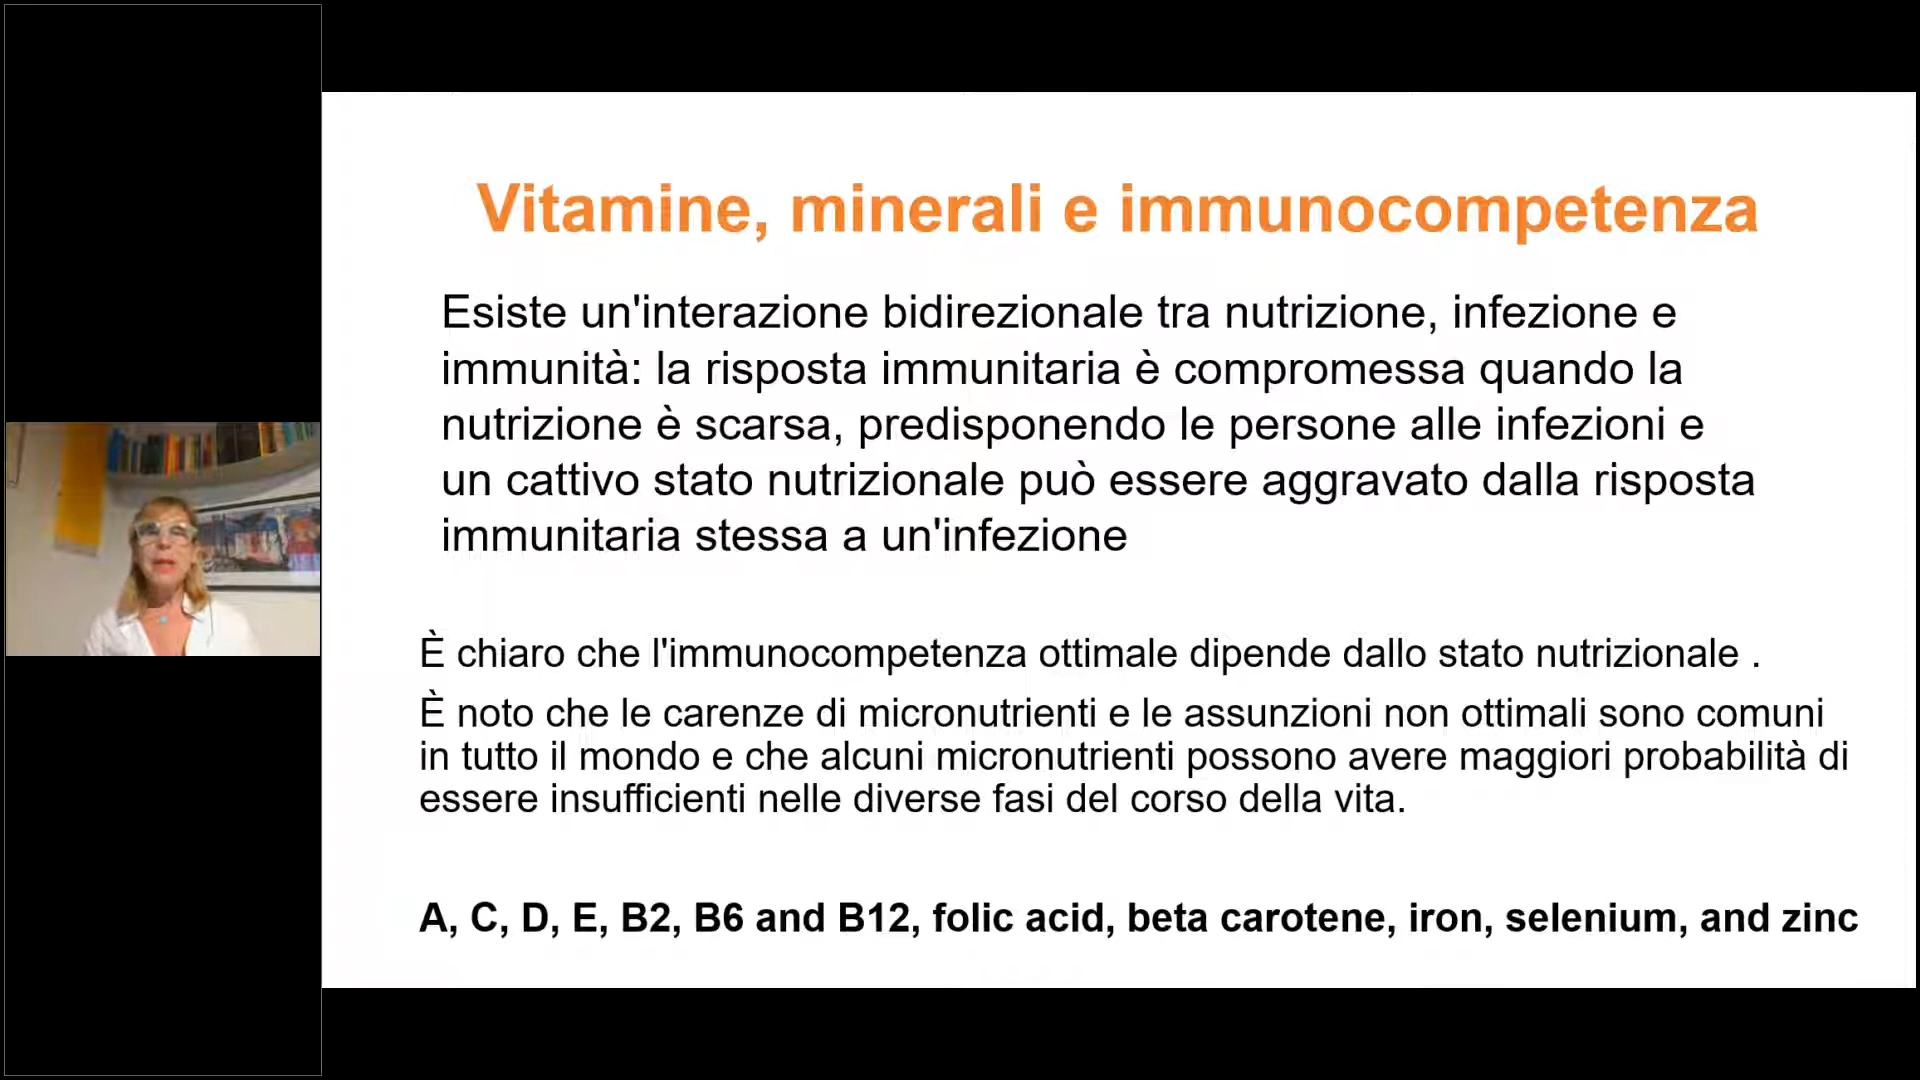 Vitamine, minerali e immunocompetenza
Esiste un'interazione bidirezionale tra nutrizione, infezione e
immunità: la risposta immunitaria è compromessa quando la
nutrizione è scarsa, predisponendo le persone alle infezioni e
un cattivo stato nutrizionale può essere aggravato dalla risposta
immunitaria stessa a un'infezione
È chiaro che l'immunocompetenza ottimale dipende dallo stato nutrizionale .
È noto che le carenze di micronutrienti e le assunzioni non ottimali sono comuni
in tutto il mondo e che alcuni micronutrienti possono avere maggiori probabilità di
essere insufficienti nelle diverse fasi del corso della vita.
A, C, D, E, B2, B6 and B12, folic acid, beta carotene, iron, selenium, and zinc